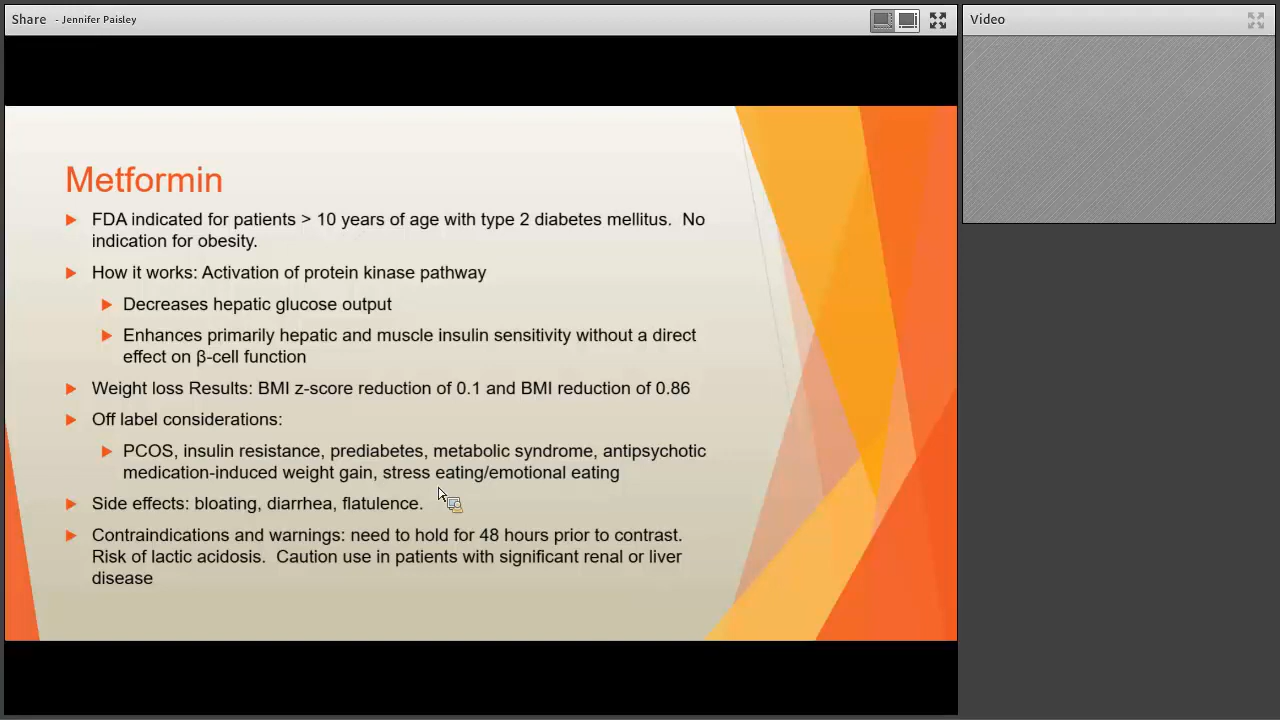 Share - Jennifer Paisley
Video
Metformin
FDA indicated for patients > 10 years of age with type 2 diabetes mellitus.  No
indication for obesity.
How it works: Activation of protein kinase pathway
Decreases hepatic glucose output
Enhances primarily hepatic and muscle insulin sensitivity without a direct
effect on β-cell function
Weight loss Results: BMI z-score reduction of 0.1 and BMI reduction of 0.86
Off label considerations:
PCOS, insulin resistance, prediabetes, metabolic syndrome, antipsychotic
medication-induced weight gain, stress eating/emotional eating
Side effects: bloating, diarrhea, flatulence.
Contraindications and warnings: need to hold for 48 hours prior to contrast.
Risk of lactic acidosis.  Caution use in patients with significant renal or liver
disease